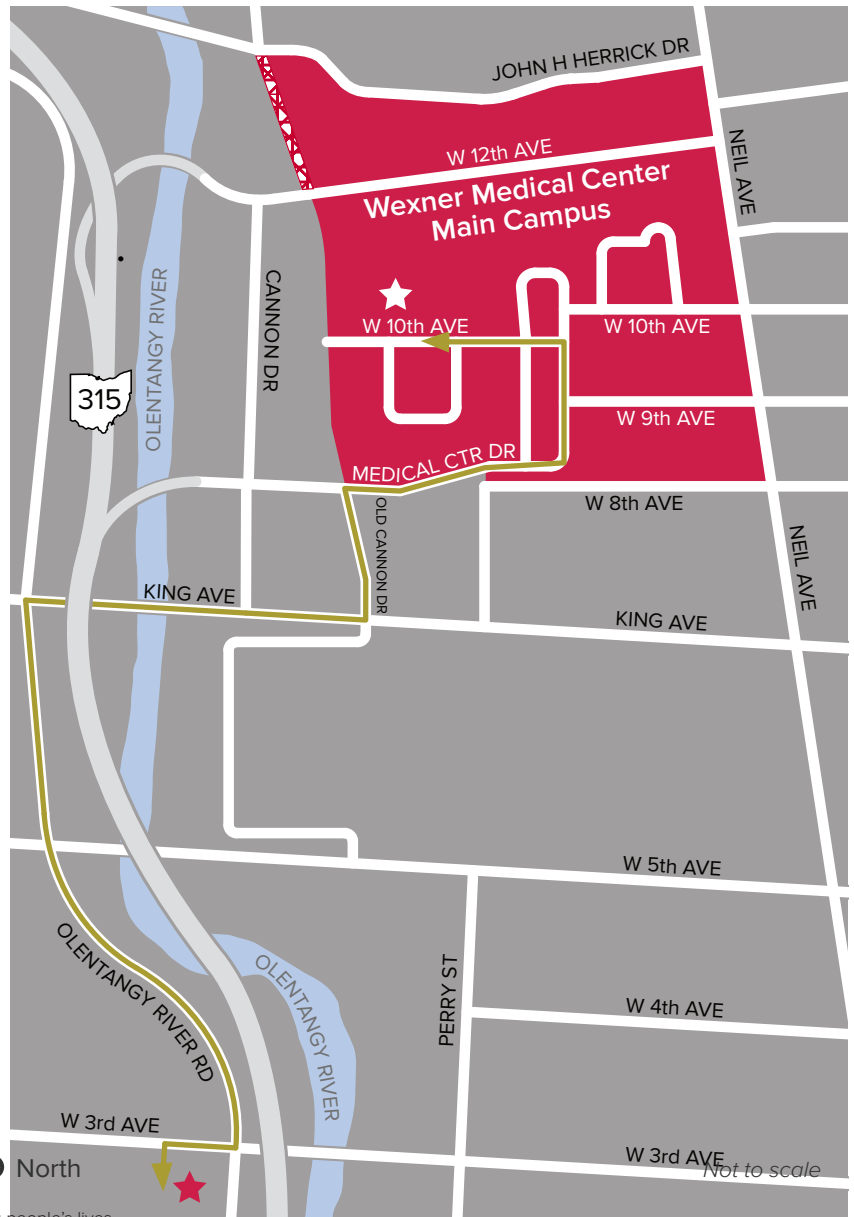 JOHN H HERRICK DR
W 12th AVE
NEIL AVE
Wexner Medical Center
Main Campus
OLENTANGY RIVER
CANNON DR
W 10th AVE
W 10th AVE
315
W 9th AVE
MEDICAL CTR DR
OLD CANNON DR
W 8th AVE
NEIL AVE
KING AVE
KING AVE
W 5th AVE
OLENTANGY RIVER RD
OLENTANGY RIVER
PERRY ST
W 4th AVE
W 3rd AVE
W 3rd AVE
North
Not to scale
people's lives